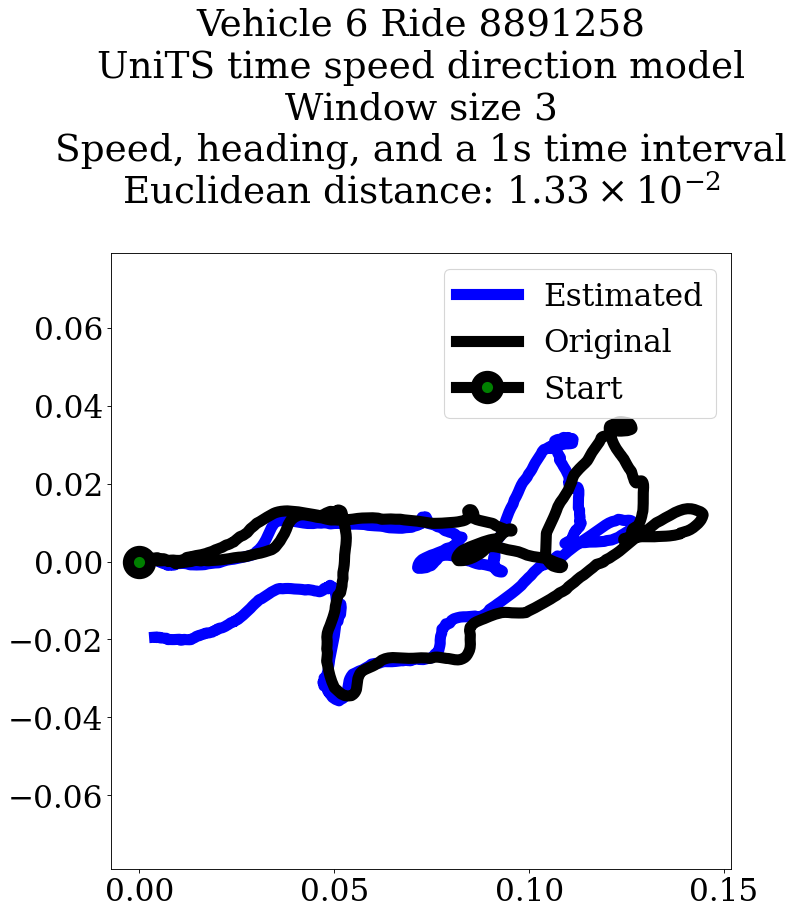 Vehicle 6 Ride 8891258
UniTS time speed direction model
Window size 3
Speed, heading, and a 1s time interval
Euclidean distance: 1.33 × 10⁻²
Estimated
Original
Start
0.06
0.04
0.02
0.00
−0.02
−0.04
−0.06
0.00 0.05 0.10 0.15